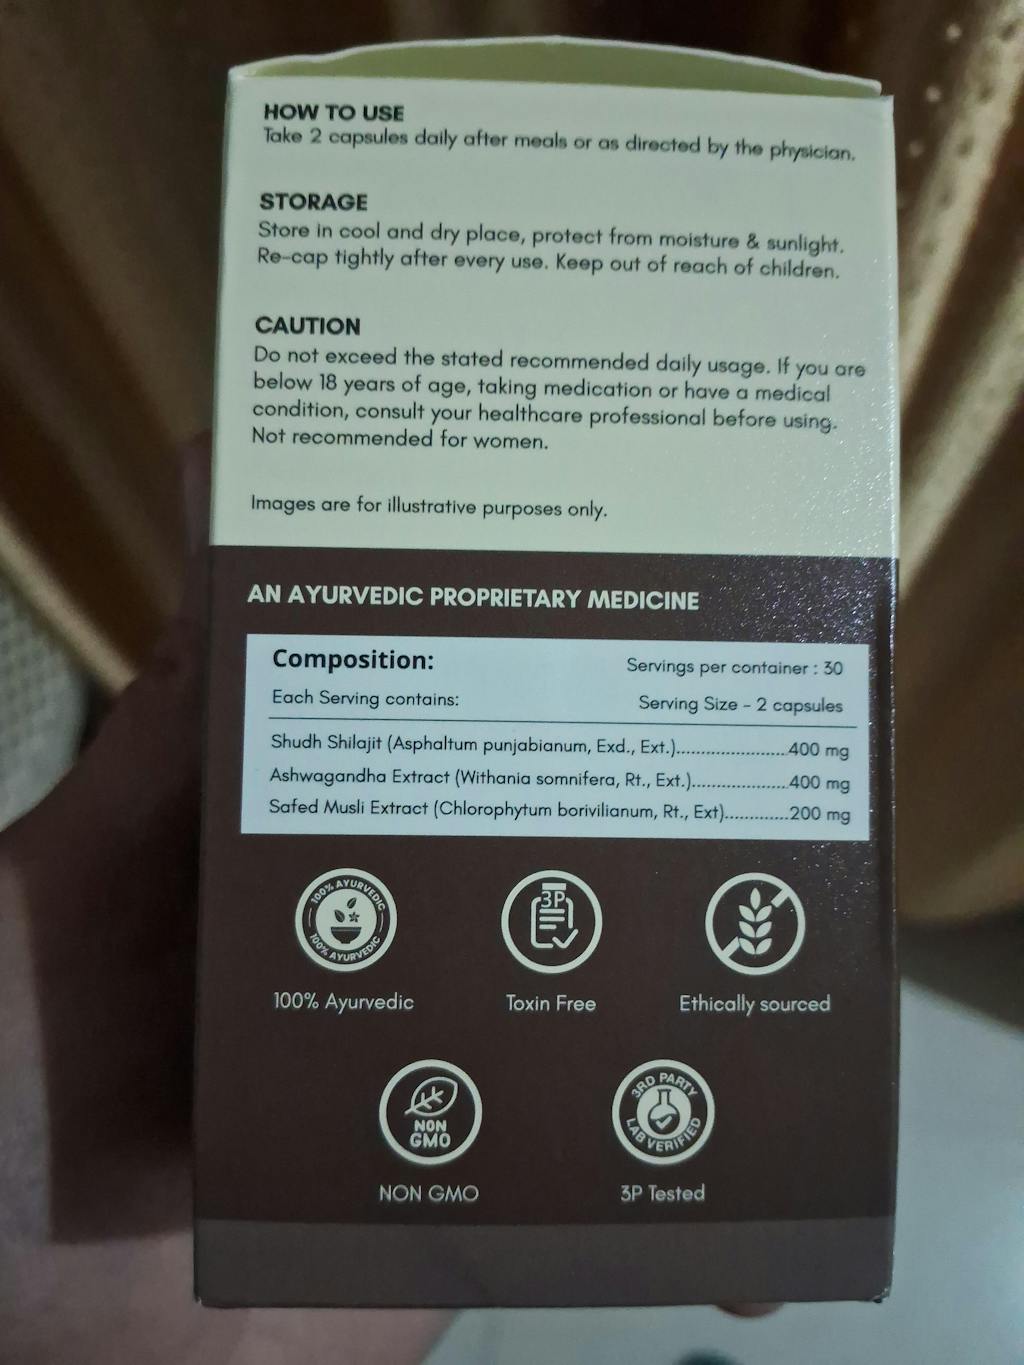 HOW TO USE
Take 2 capsules daily after meals or as directed by the physician.
STORAGE
Store in cool and dry place, protect from moisture & sunlight.
Re-cap tightly after every use. Keep out of reach of children.
CAUTION
Do not exceed the stated recommended daily usage. If you are
below 18 years of age, taking medication or have a medical
condition, consult your healthcare professional before using.
Not recommended for women.
Images are for illustrative purposes only.
AN AYURVEDIC PROPRIETARY MEDICINE
Composition: Servings per container : 30
Each Serving contains: Serving Size - 2 capsules
Shudh Shilajit (Asphaltum punjabianum, Exd., Ext.).......................400 mg
Ashwagandha Extract (Withania somnifera, Rt., Ext.)....................400 mg
Safed Musli Extract (Chlorophytum borivilianum, Rt., Ext).............200 mg
100% AYURVEDIC
100% AYURVEDIC
3P
100% Ayurvedic Toxin Free Ethically sourced
NON
GMO
3RD PARTY
LAB VERIFIED
NON GMO 3P Tested